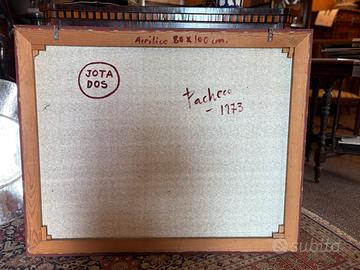 Acrilico 80 x 100 cm.
JOTA
DOS
Pacheco
- 1973
subito